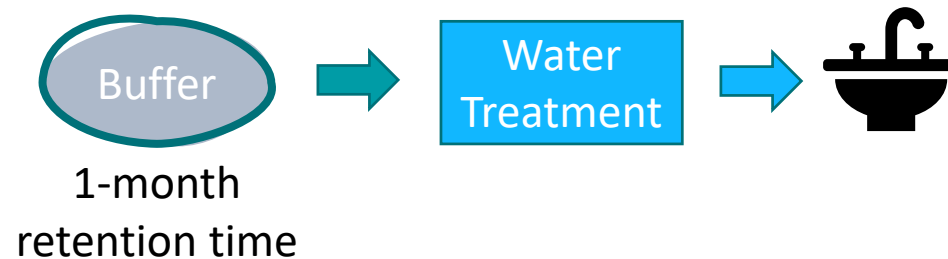 Buffer
Water
Treatment
1-month
retention time